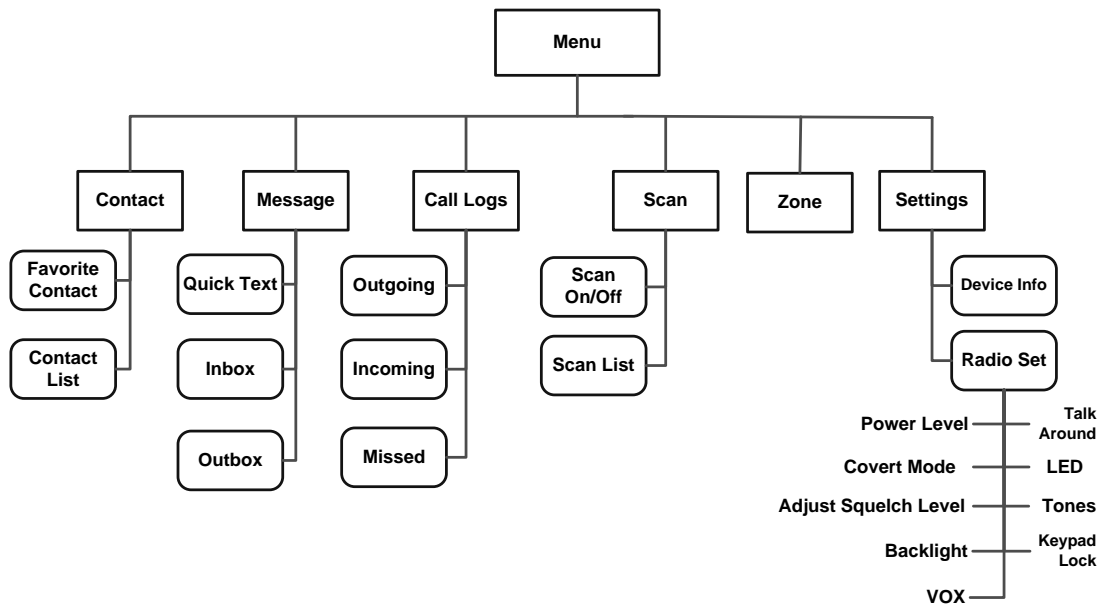 Menu
Contact
Message
Call Logs
Scan
Zone
Settings
Favorite
Contact
Contact
List
Quick Text
Inbox
Outbox
Outgoing
Incoming
Missed
Scan
On/Off
Scan List
Device Info
Radio Set
Power Level
Talk
Around
Covert Mode
LED
Adjust Squelch Level
Tones
Backlight
Keypad
Lock
VOX